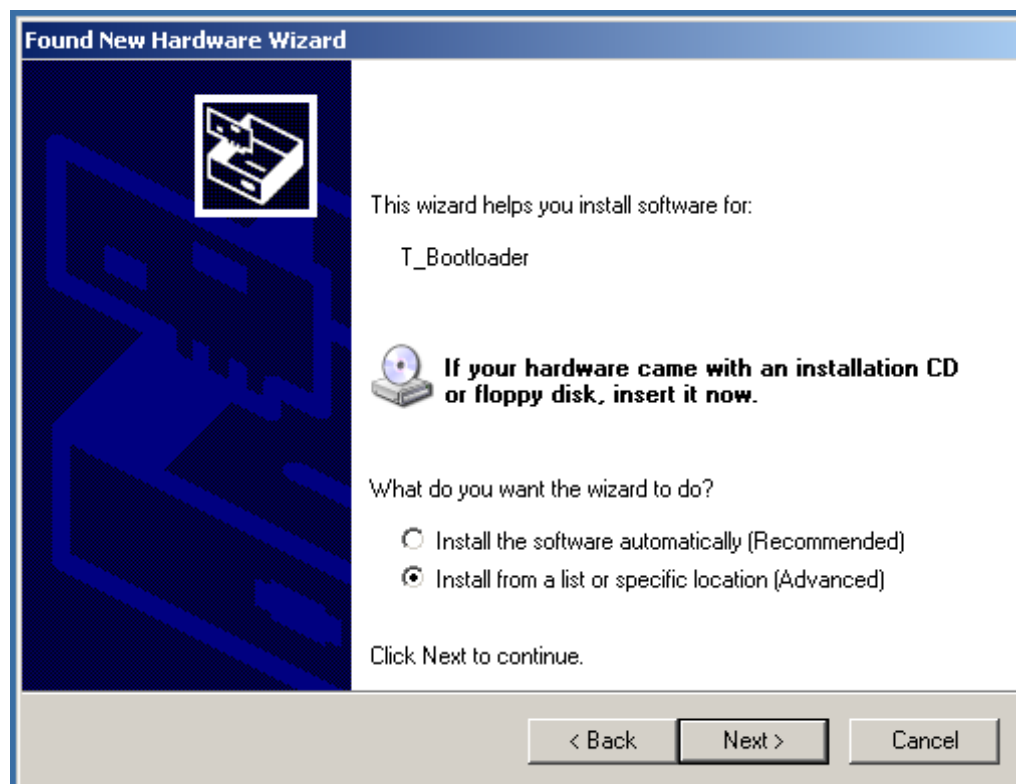 Found New Hardware Wizard
This wizard helps you install software for:
T_Bootloader
If your hardware came with an installation CD
or floppy disk, insert it now.
What do you want the wizard to do?
Install the software automatically (Recommended)
Install from a list or specific location (Advanced)
Click Next to continue.
< Back
Next >
Cancel